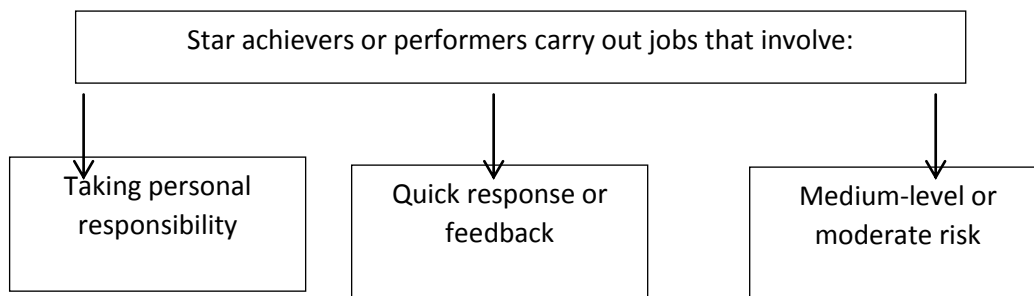 Star achievers or performers carry out jobs that involve:
Taking personal
responsibility
Quick response or
feedback
Medium-level or
moderate risk